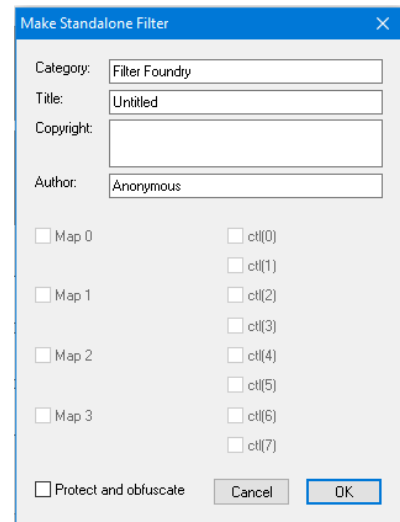 Make Standalone Filter
Category: Filter Foundry
Title: Untitled
Copyright:
Author: Anonymous
Map 0 ctl(0)
ctl(1)
Map 1 ctl(2)
ctl(3)
Map 2 ctl(4)
ctl(5)
Map 3 ctl(6)
ctl(7)
Protect and obfuscate Cancel OK